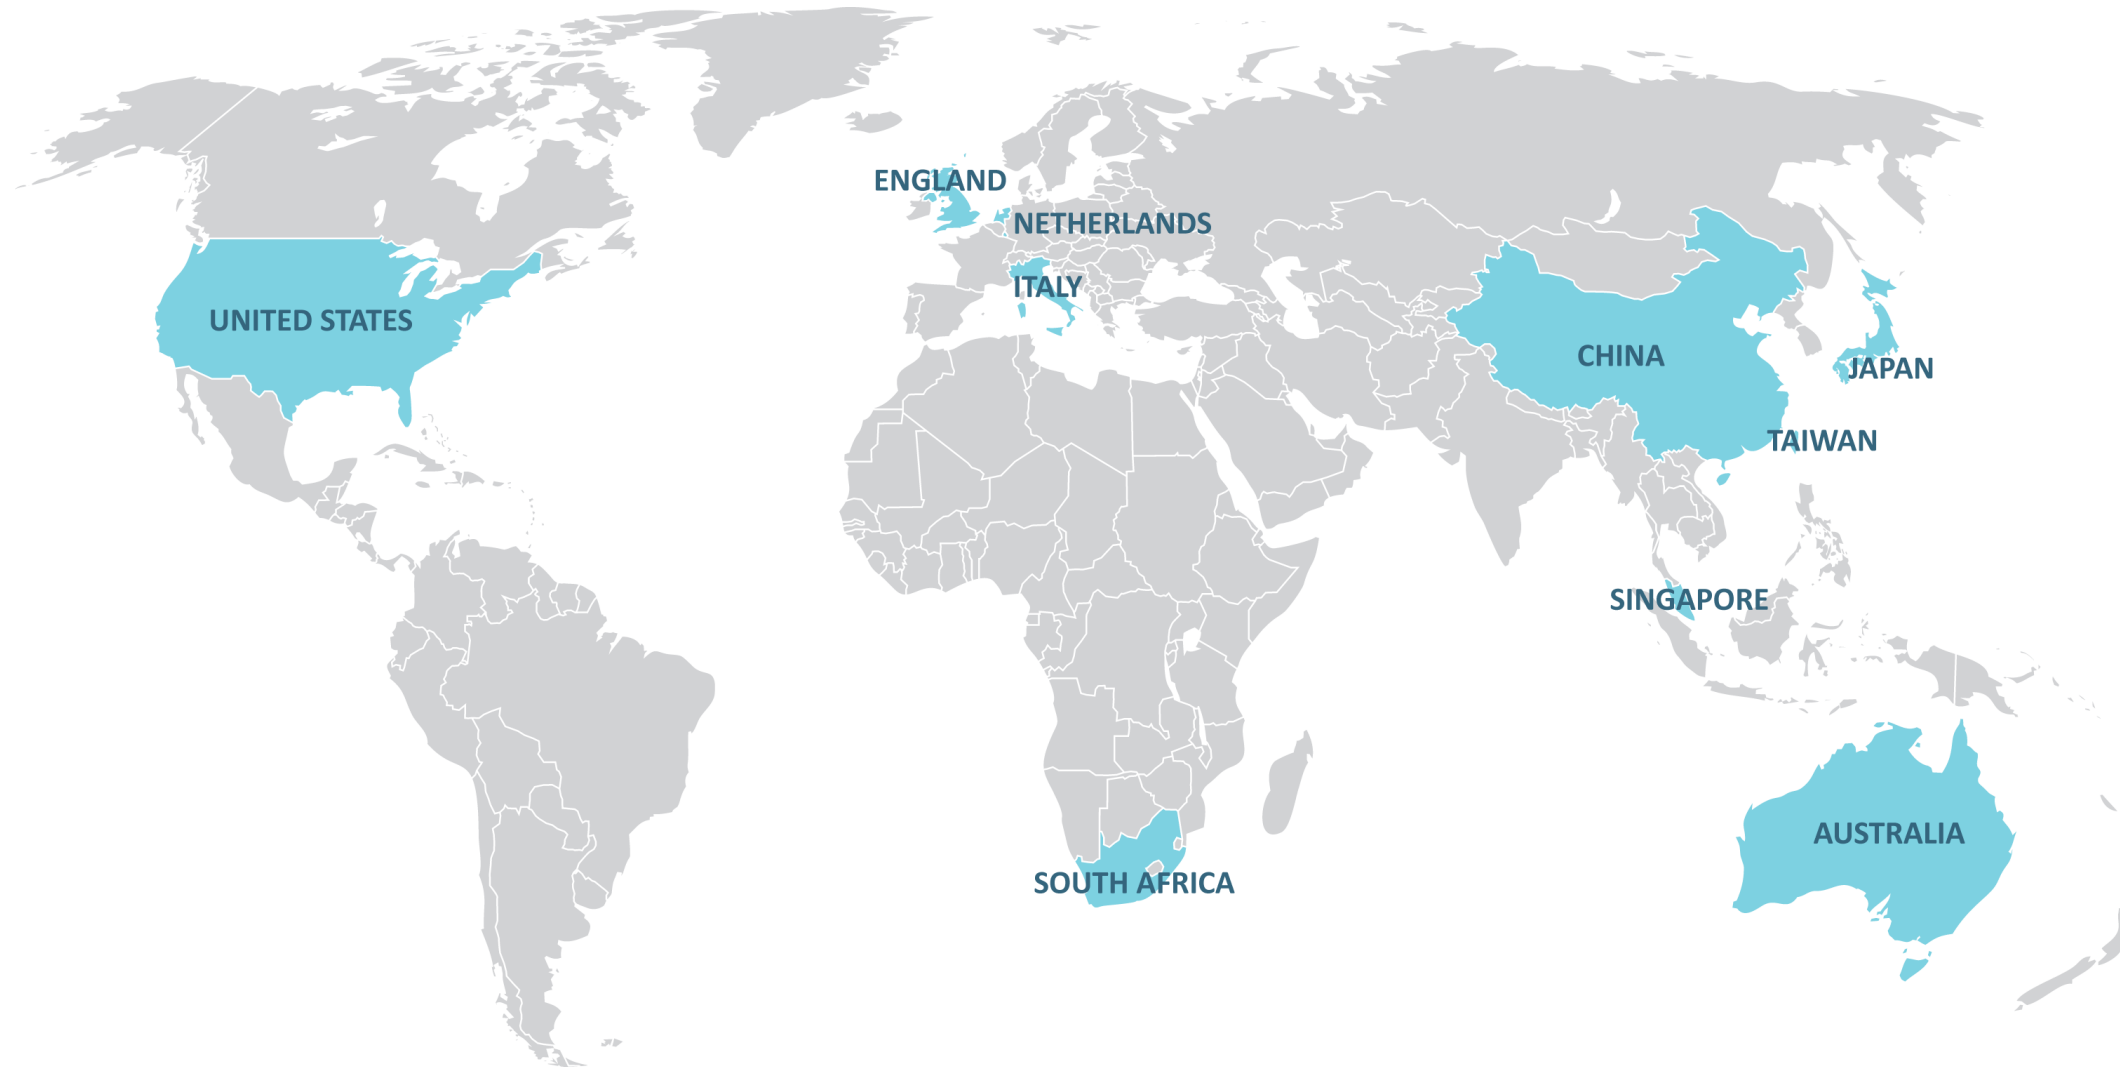 ENGLAND
NETHERLANDS
ITALY
UNITED STATES
CHINA
JAPAN
TAIWAN
SINGAPORE
AUSTRALIA
SOUTH AFRICA